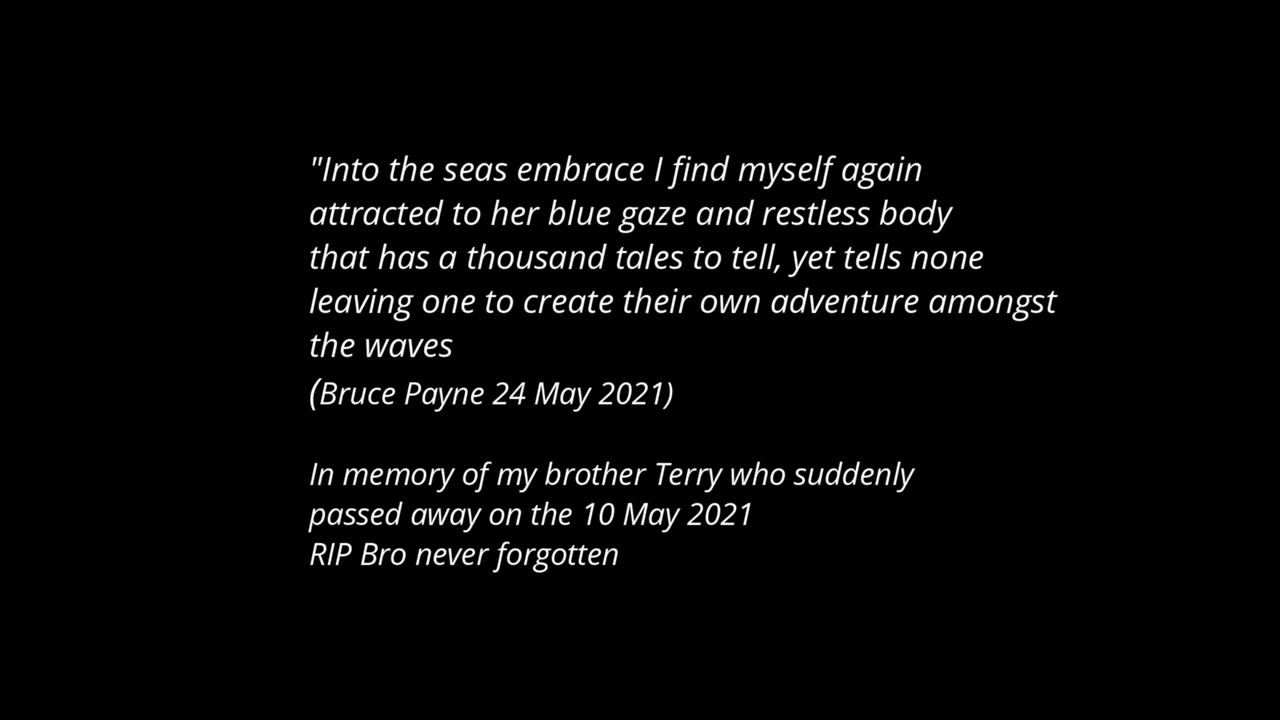 "Into the seas embrace I find myself again
attracted to her blue gaze and restless body
that has a thousand tales to tell, yet tells none
leaving one to create their own adventure amongst
the waves
(Bruce Payne 24 May 2021)
In memory of my brother Terry who suddenly
passed away on the 10 May 2021
RIP Bro never forgotten